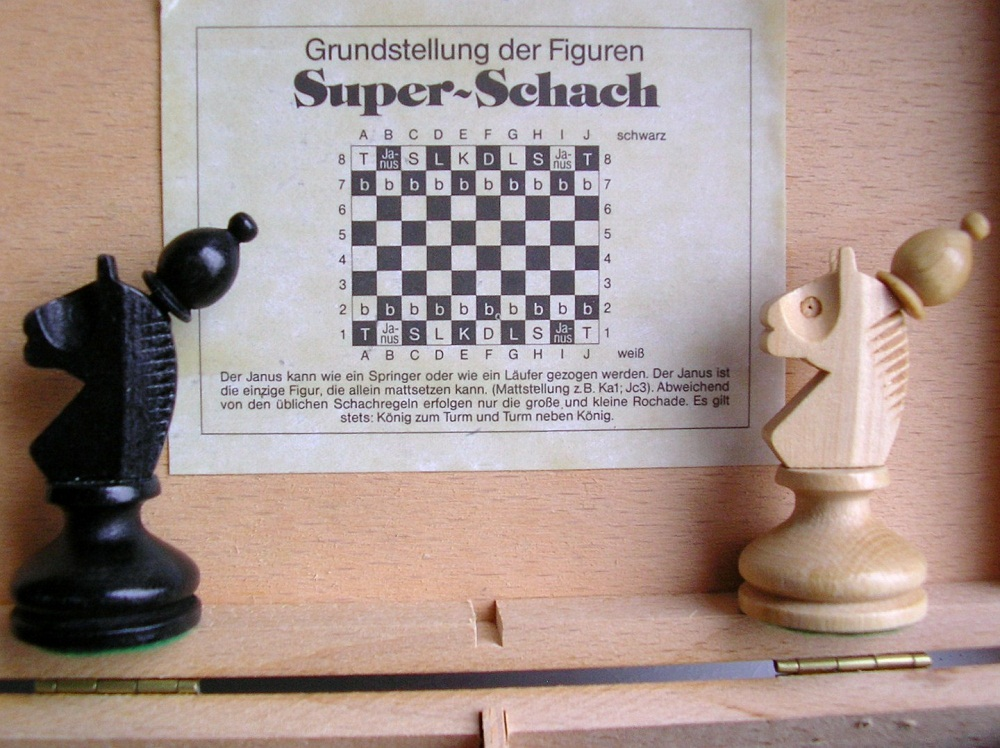 Grundstellung der Figuren
Super-Schach
A B C D E F G H I J schwarz
8 T Ja-nus S L K D L S Ja-nus T 8
7 b b b b b b b b b b 7
6 6
5 5
4 4
3 3
2 b b b b b b b b b b 2
1 T Ja-nus S L K D L S Ja-nus T 1
A B C D E F G H I J weiß
Der Janus kann wie ein Springer oder wie ein Läufer gezogen werden. Der Janus ist
die einzige Figur, die allein mattsetzen kann. (Mattstellung z.B. Ka1; Jc3). Abweichend
von den üblichen Schachregeln erfolgen nur die große und kleine Rochade. Es gilt
stets: König zum Turm und Turm neben König.